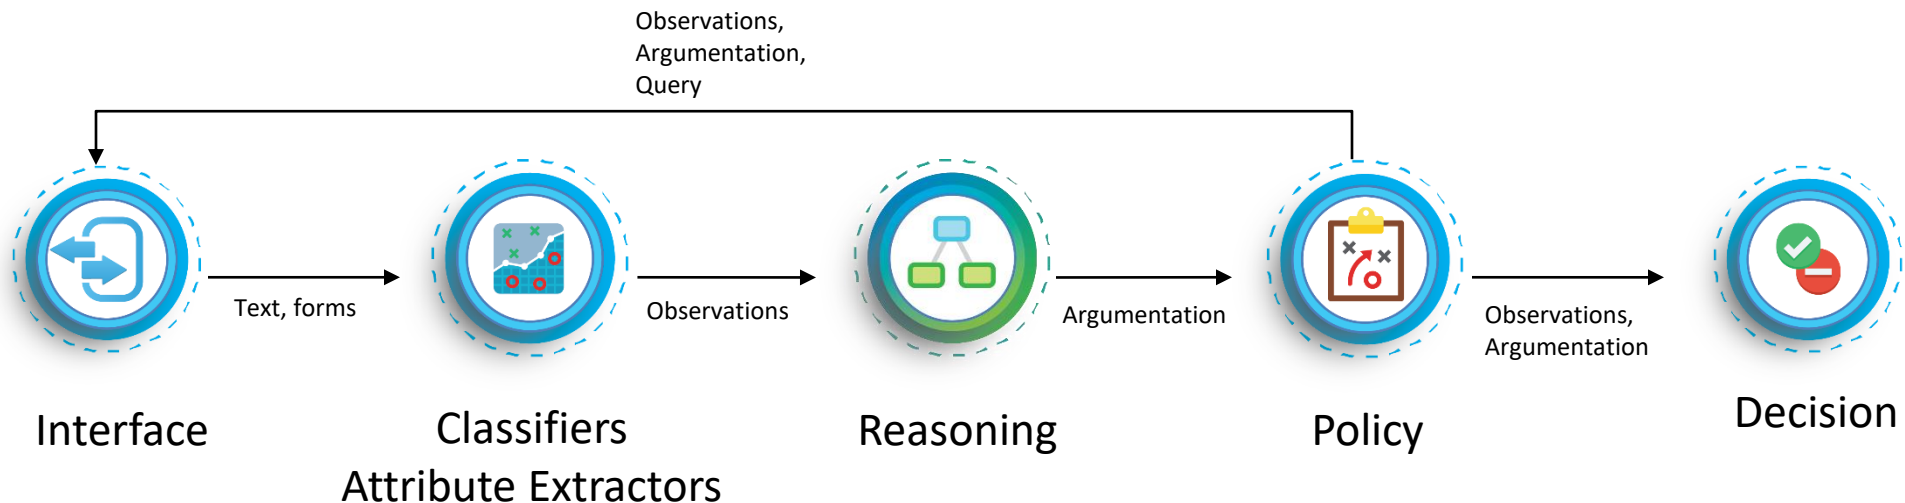 Observations,
Argumentation,
Query
Text, forms
Observations
Argumentation
Observations,
Argumentation
Interface
Classifiers
Attribute Extractors
Reasoning
Policy
Decision